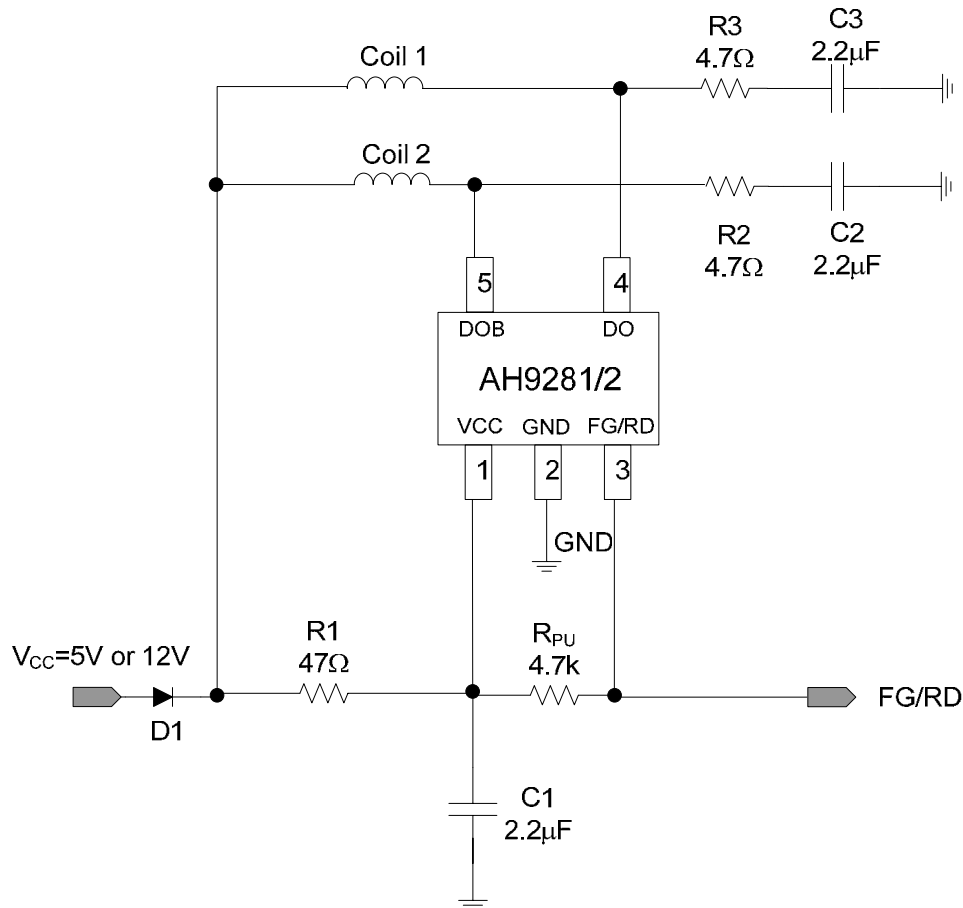 C3
R3
2.2μF
4.7Ω
Coil 1
Coil 2
R2
C2
4.7Ω
2.2μF
5
4
DOB
DO
AH9281/2
VCC
GND
FG/RD
1
2
3
GND
R1
RPU
VCC=5V or 12V
47Ω
4.7k
FG/RD
D1
C1
2.2μF